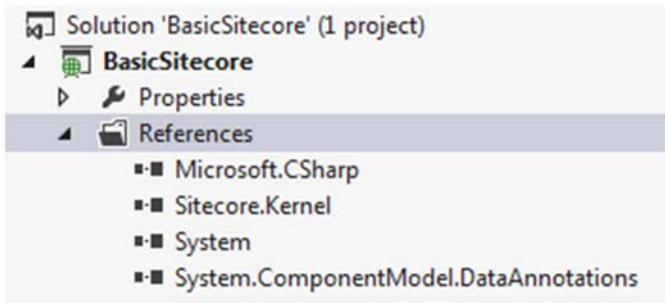 Solution 'BasicSitecore' (1 project)
BasicSitecore
Properties
References
Microsoft.CSharp
Sitecore.Kernel
System
System.ComponentModel.DataAnnotations